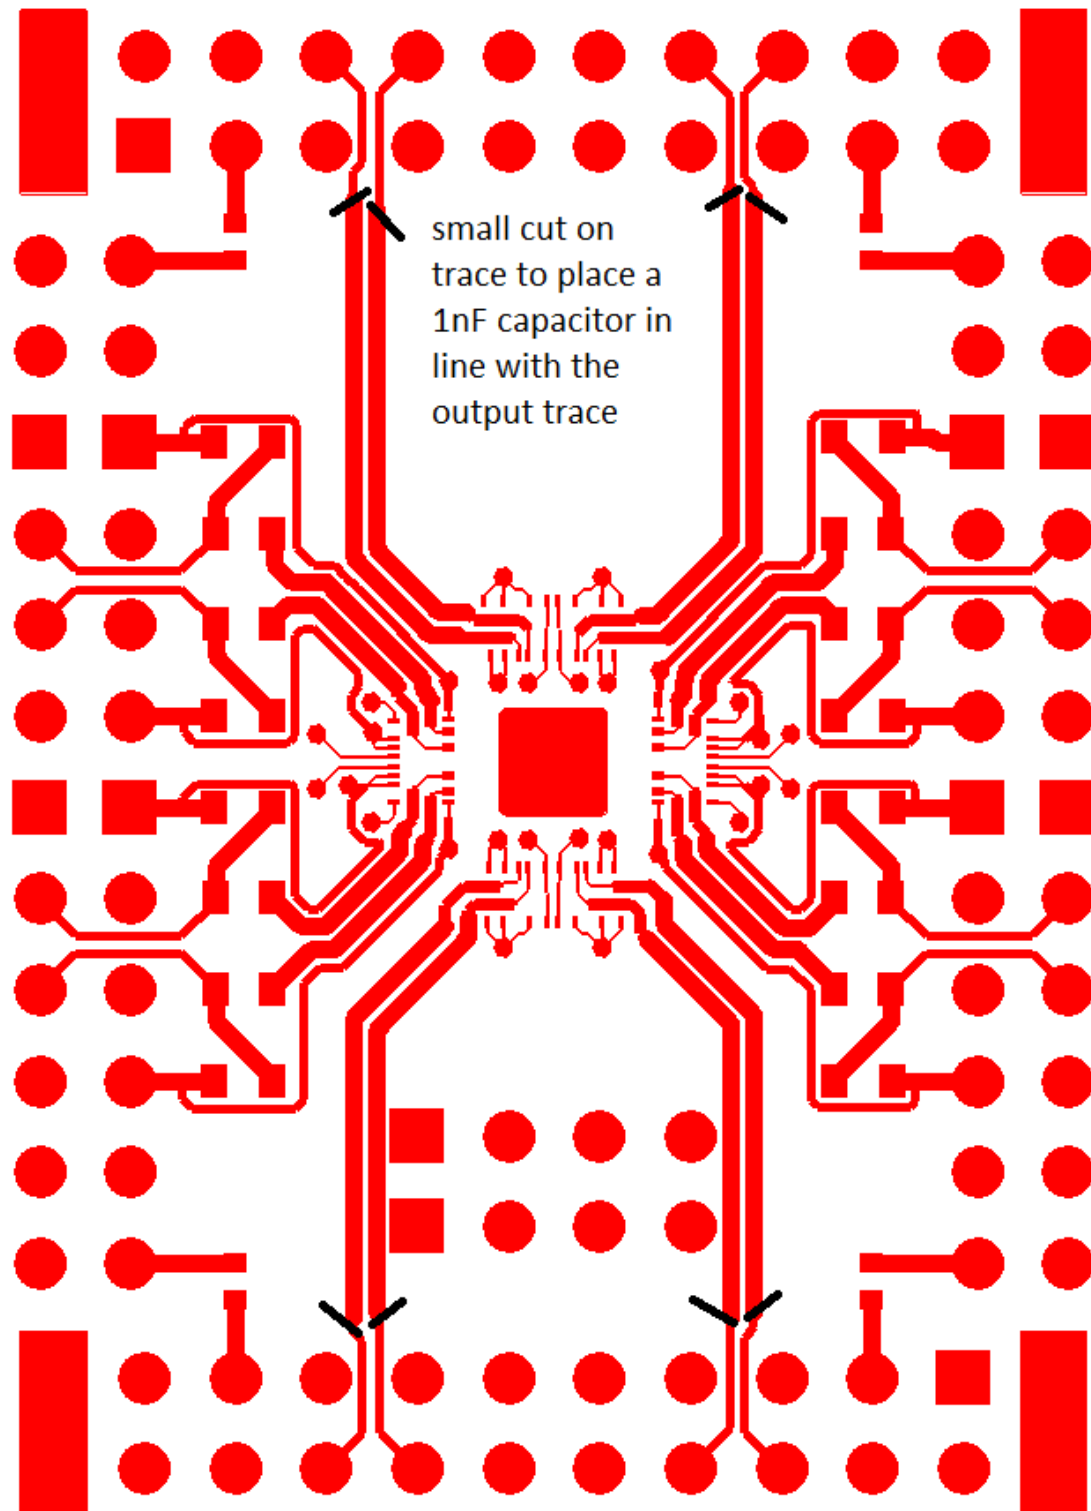 small cut on
trace to place a
1nF capacitor in
line with the
output trace